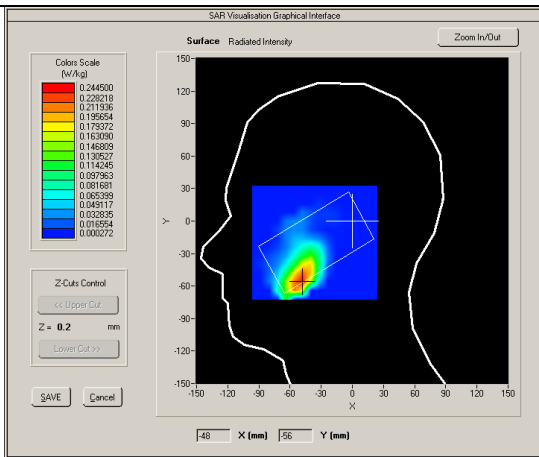 SAR Visualisation Graphical Interface
Surface Radiated Intensity
Zoom In/Out
Colors Scale
(W/kg)
0.244500
0.228218
0.211936
0.195654
0.179372
0.163090
0.146809
0.130527
0.114245
0.097963
0.081681
0.065399
0.049117
0.032835
0.016554
0.000272
Z-Cuts Control
<< Upper Cut
Z = 0.2 mm
Lower Cut >>
SAVE Cancel
150
120
90
60
30
0
-30
-60
-90
-120
-150
Y
-150 -120 -90 -60 -30 0 30 60 90 120 150
X
-48 X (mm) -56 Y (mm)